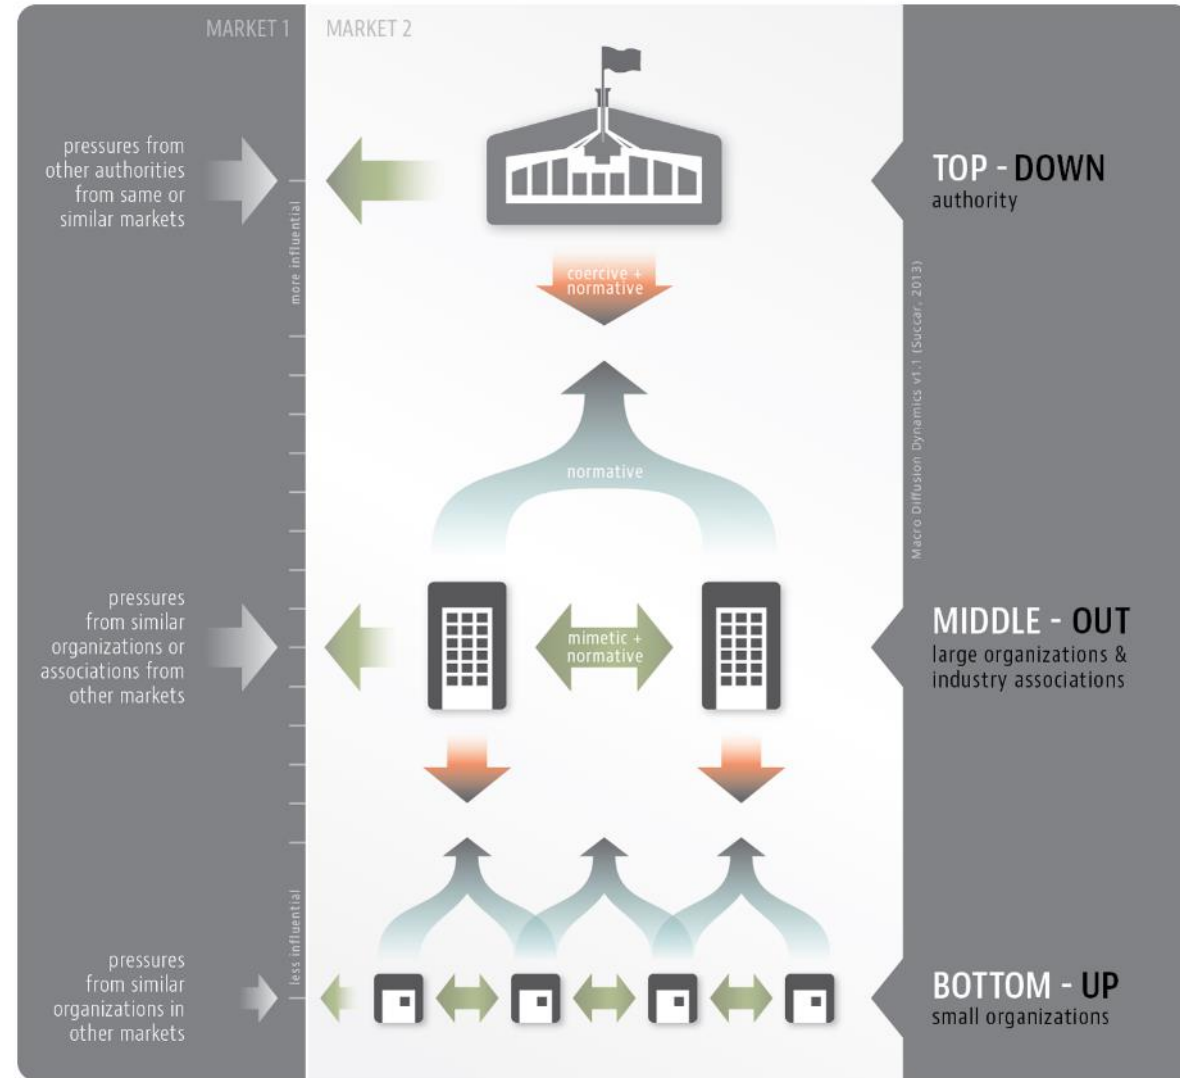 MARKET 1
MARKET 2
pressures from
other authorities
from same or
similar markets
more influential
TOP - DOWN
authority
coercive +
normative
Macro Diffusion Dynamics v1.1 (Succar, 2013)
normative
pressures
from similar
organizations or
associations from
other markets
mimetic +
normative
MIDDLE - OUT
large organizations &
industry associations
less influential
pressures
from similar
organizations in
other markets
BOTTOM - UP
small organizations